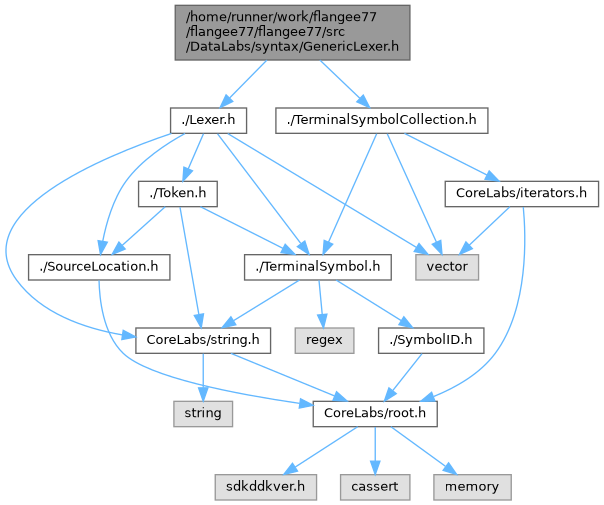 /home/runner/work/flangee77
/flangee77/flangee77/src
/DataLabs/syntax/GenericLexer.h
./Lexer.h
./TerminalSymbolCollection.h
./Token.h
CoreLabs/iterators.h
./SourceLocation.h
./TerminalSymbol.h
vector
CoreLabs/string.h
regex
./SymbolID.h
string
CoreLabs/root.h
sdkddkver.h
cassert
memory